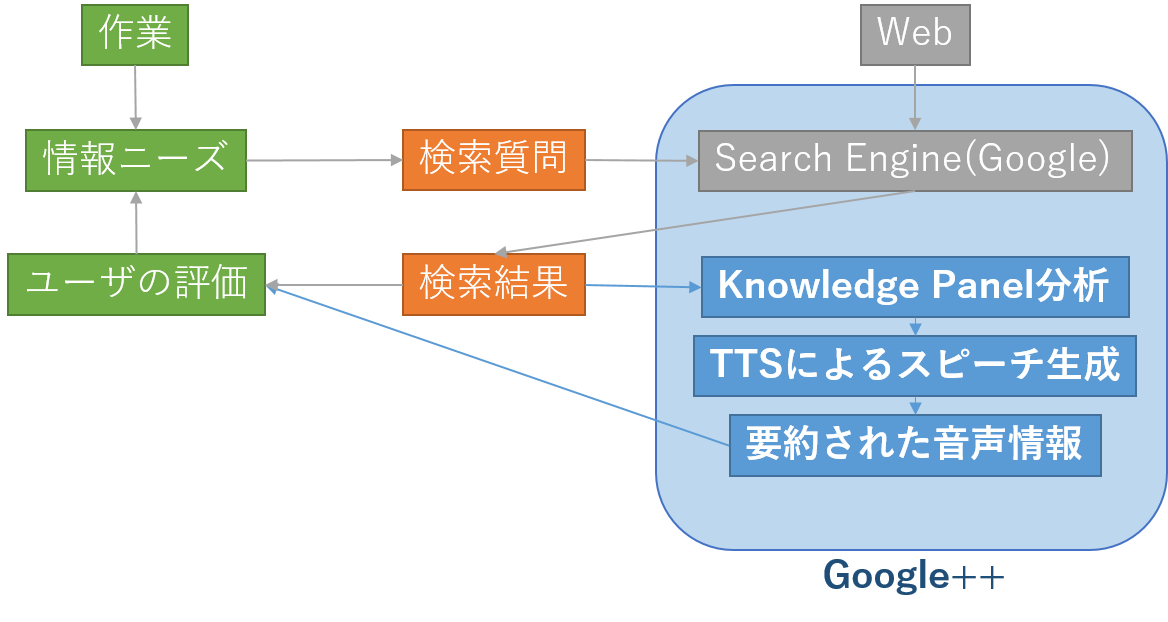 作業
Web
情報ニーズ
検索質問
Search Engine(Google)
ユーザの評価
検索結果
Knowledge Panel分析
TTSによるスピーチ生成
要約された音声情報
Google++